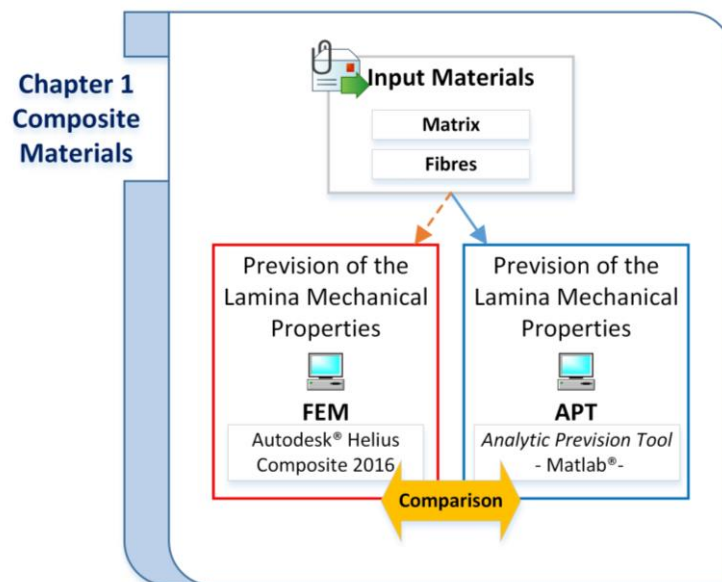 Chapter 1
Composite
Materials
Input Materials
Matrix
Fibres
Prevision of the
Lamina Mechanical
Properties
FEM
Autodesk® Helius
Composite 2016
Prevision of the
Lamina Mechanical
Properties
APT
Analytic Prevision Tool
- Matlab®-
Comparison